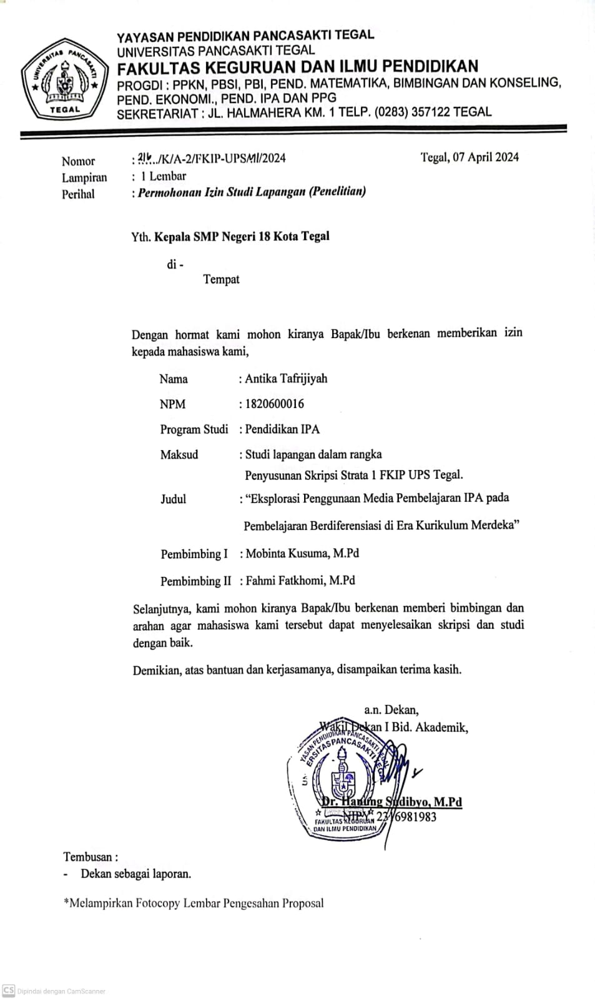 YAYASAN PENDIDIKAN PANCASAKTI TEGAL
UNIVERSITAS PANCASAKTI TEGAL
FAKULTAS KEGURUAN DAN ILMU PENDIDIKAN
PROGDI : PPKN, PBSI, PBI, PEND. MATEMATIKA, BIMBINGAN DAN KONSELING,
PEND. EKONOMI., PEND. IPA DAN PPG
SEKRETARIAT : JL. HALMAHERA KM. 1 TELP. (0283) 357122 TEGAL
UNIVERSITAS PANCASAKTI
TEGAL
Nomor : /K/A-2/FKIP-UPS/VI/2024 Tegal, 07 April 2024
Lampiran : 1 Lembar
Perihal : Permohonan Izin Studi Lapangan (Penelitian)
Yth. Kepala SMP Negeri 18 Kota Tegal
di -
Tempat
Dengan hormat kami mohon kiranya Bapak/Ibu berkenan memberikan izin
kepada mahasiswa kami,
Nama : Antika Tafrijiyah
NPM : 1820600016
Program Studi : Pendidikan IPA
Maksud : Studi lapangan dalam rangka
Penyusunan Skripsi Strata 1 FKIP UPS Tegal.
Judul : “Eksplorasi Penggunaan Media Pembelajaran IPA pada
Pembelajaran Berdiferensiasi di Era Kurikulum Merdeka”
Pembimbing I : Mobinta Kusuma, M.Pd
Pembimbing II : Fahmi Fatkhomi, M.Pd
Selanjutnya, kami mohon kiranya Bapak/Ibu berkenan memberi bimbingan dan
arahan agar mahasiswa kami tersebut dapat menyelesaikan skripsi dan studi
dengan baik.
Demikian, atas bantuan dan kerjasamanya, disampaikan terima kasih.
a.n. Dekan,
Wakil Dekan I Bid. Akademik,
YASAN PENDIDIKAN PANCASAKTI TEGAL
ERSITAS PANCASAKTI TEGAL
Dr. Hanung Sudibyo, M.Pd
NIPY 2316981983
FAKULTAS KEGURUAN
DAN ILMU PENDIDIKAN
Tembusan :
- Dekan sebagai laporan.
*Melampirkan Fotocopy Lembar Pengesahan Proposal
CS Dipindai dengan CamScanner